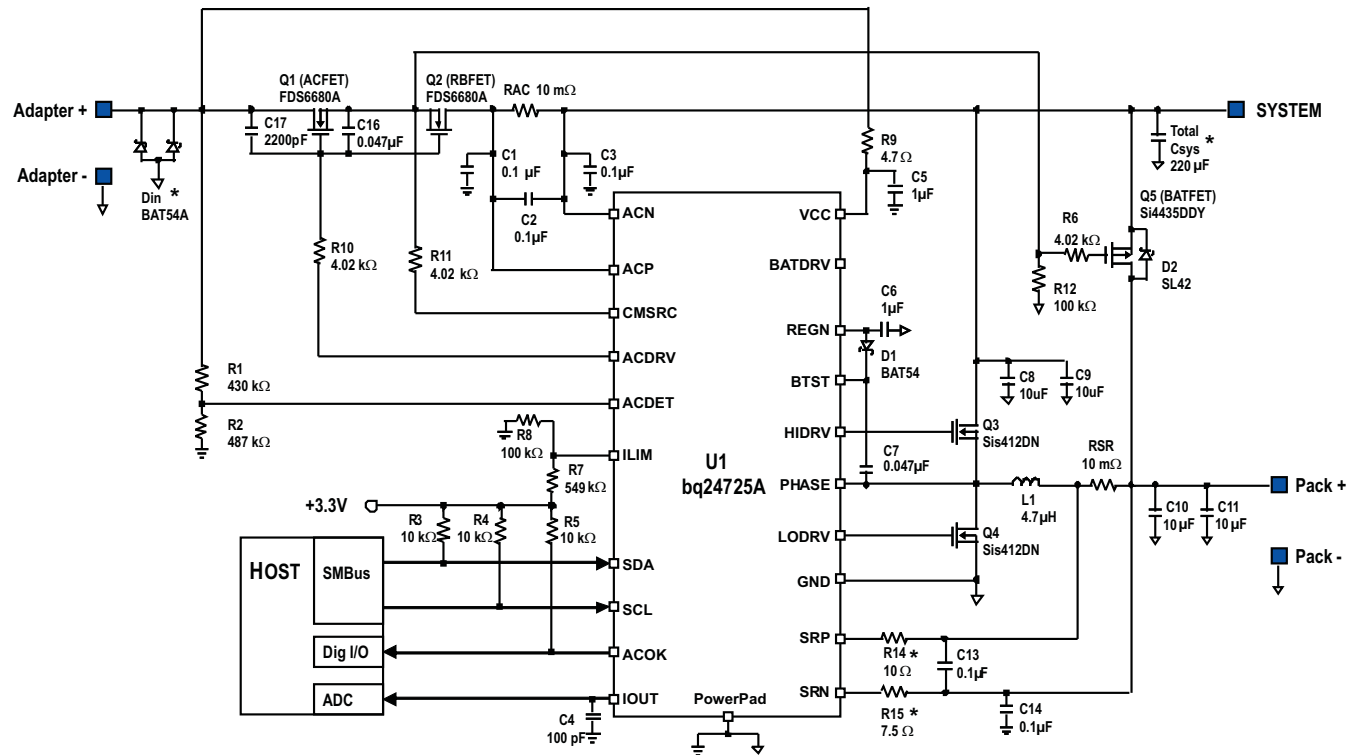 Q1 (ACFET)
FDS6680A
Q2 (RBFET)
FDS6680A
RAC 10 mΩ
Adapter +
SYSTEM
C17
2200pF
C16
0.047µF
R9
4.7 Ω
Total
Csys *
220 µF
C1
0.1 µF
C3
0.1µF
C5
1µF
Adapter -
Din *
BAT54A
C2
0.1µF
Q5 (BATFET)
Si4435DDY
R6
4.02 kΩ
R10
4.02 kΩ
R11
4.02 kΩ
R12
100 kΩ
D2
SL42
ACN
ACP
CMSRC
ACDRV
ACDET
ILIM
SDA
SCL
ACOK
IOUT
VCC
BATDRV
REGN
BTST
HIDRV
PHASE
LODRV
GND
SRP
SRN
PowerPad
U1
bq24725A
C6
1µF
D1
BAT54
C8
10uF
C9
10uF
R1
430 kΩ
R2
487 kΩ
R8
100 kΩ
R7
549 kΩ
Q3
Sis412DN
C7
0.047µF
RSR
10 mΩ
Pack +
L1
4.7µH
C10
10 µF
C11
10 µF
+3.3V
R3
10 kΩ
R4
10 kΩ
R5
10 kΩ
Q4
Sis412DN
Pack -
HOST
SMBus
Dig I/O
ADC
R14 *
10 Ω
C13
0.1µF
R15 *
7.5 Ω
C14
0.1µF
C4
100 pF